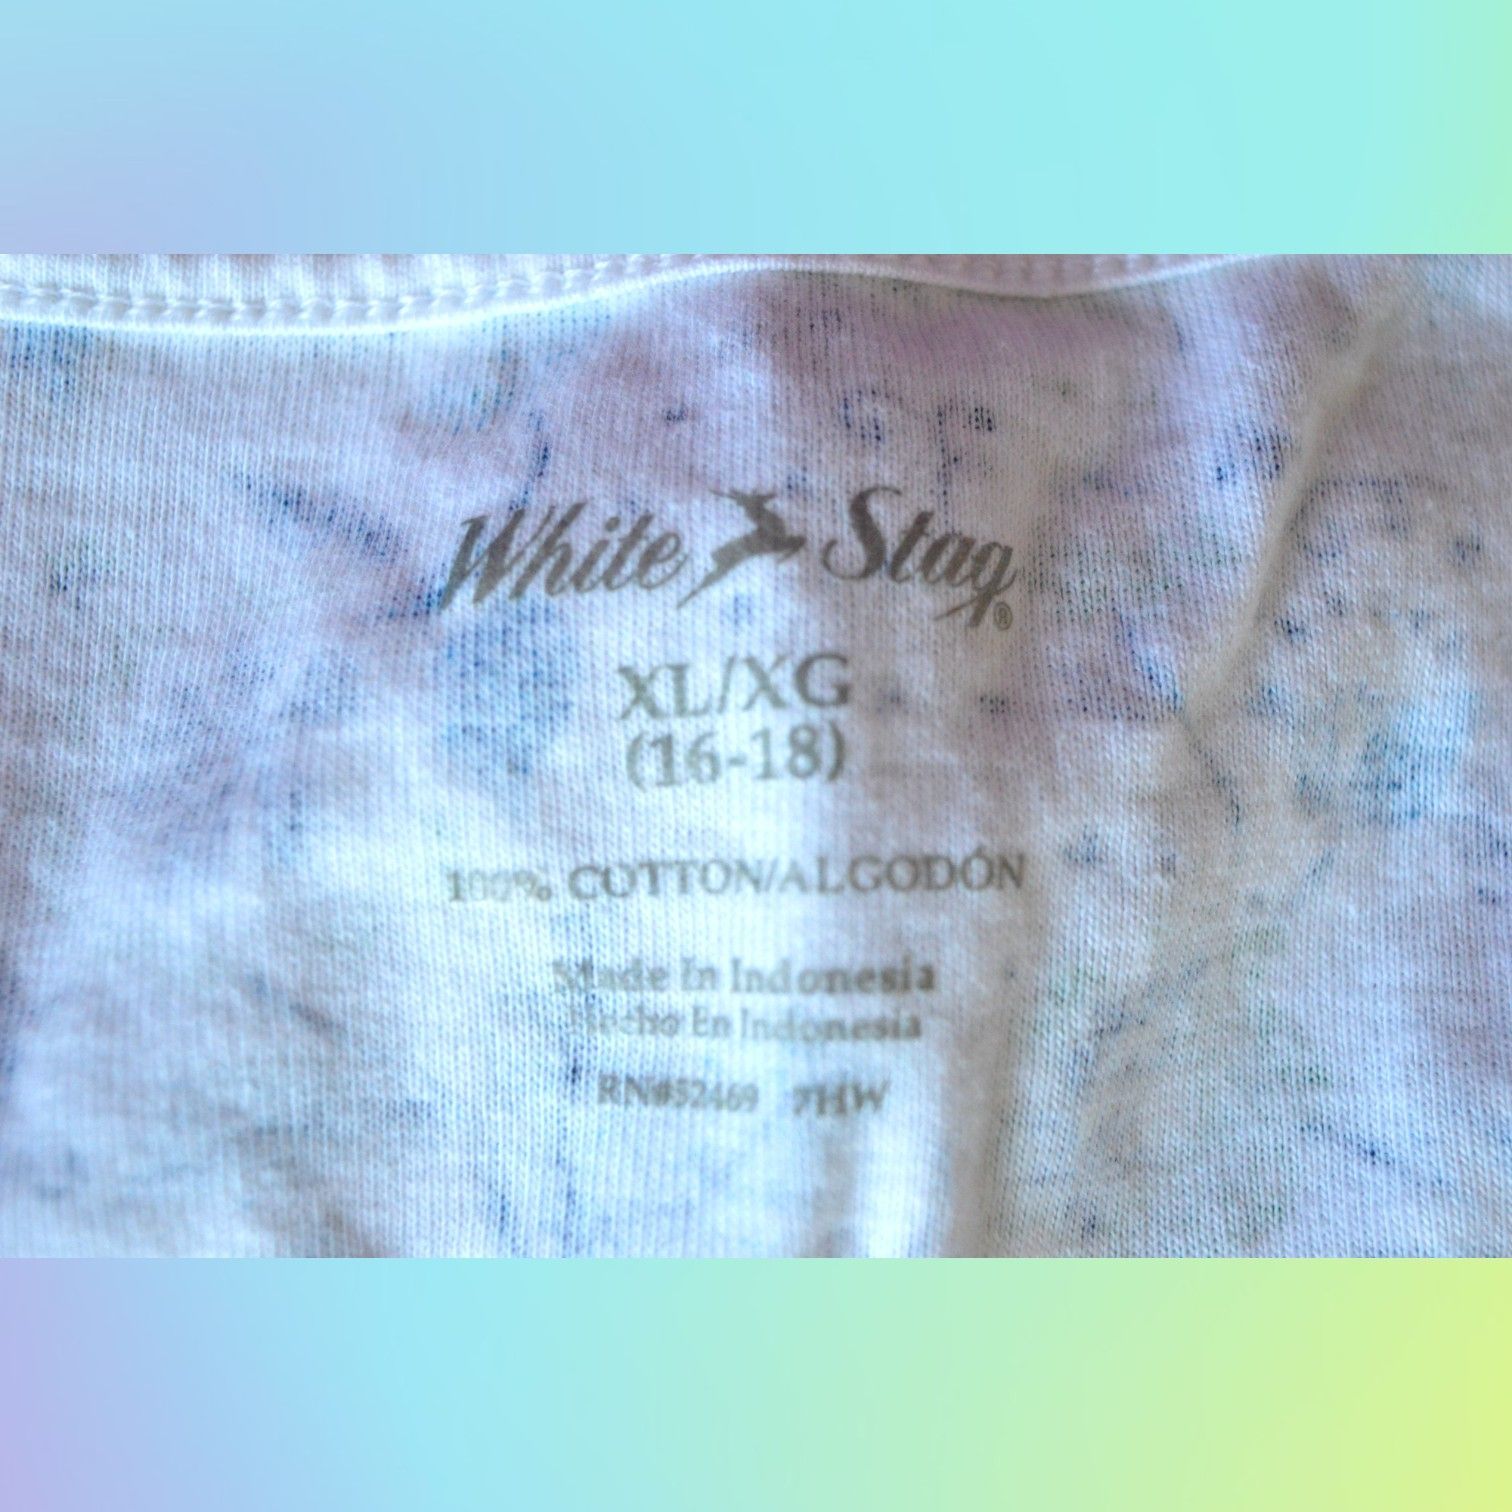 White Stag®
XL/XG
(16-18)
100% COTTON/ALGODÓN
Made In Indonesia
Hecho En Indonesia
RN#52469 7HW